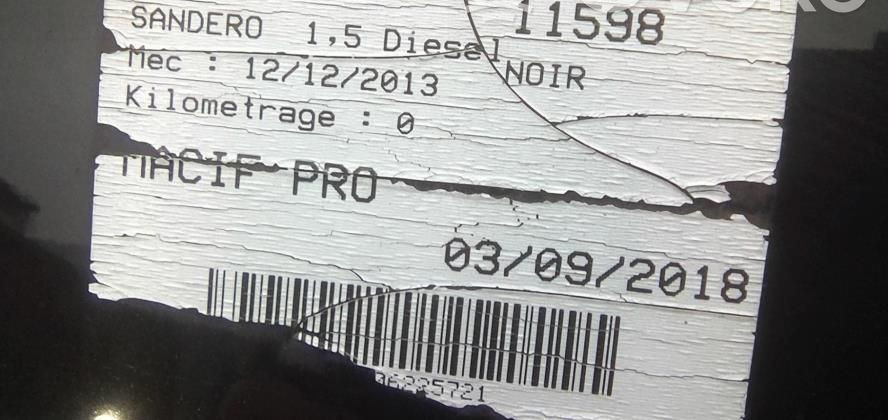 SANDERO 1,5 Diesel 11598
Mec : 12/12/2013 NOIR
Kilometrage : 0
MACIF PRO
03/09/2018